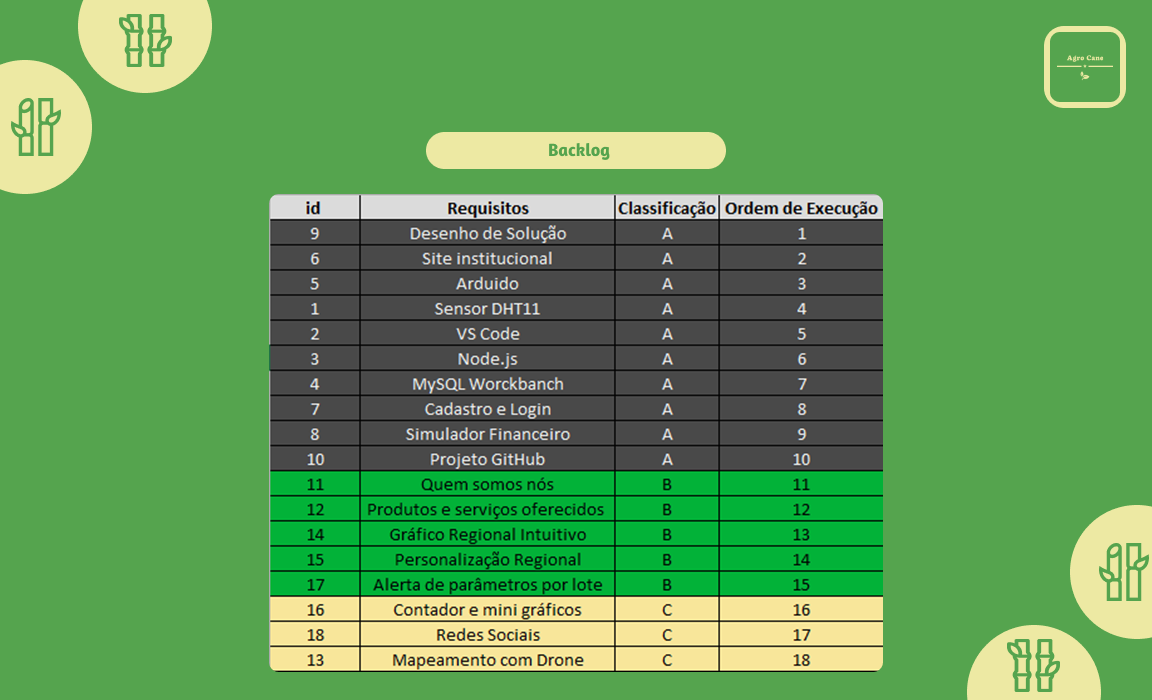 Agro Cane
Backlog
id Requisitos Classificação Ordem de Execução
9 Desenho de Solução A 1
6 Site institucional A 2
5 Arduido A 3
1 Sensor DHT11 A 4
2 VS Code A 5
3 Node.js A 6
4 MySQL Worckbanch A 7
7 Cadastro e Login A 8
8 Simulador Financeiro A 9
10 Projeto GitHub A 10
11 Quem somos nós B 11
12 Produtos e serviços oferecidos B 12
14 Gráfico Regional Intuitivo B 13
15 Personalização Regional B 14
17 Alerta de parâmetros por lote B 15
16 Contador e mini gráficos C 16
18 Redes Sociais C 17
13 Mapeamento com Drone C 18